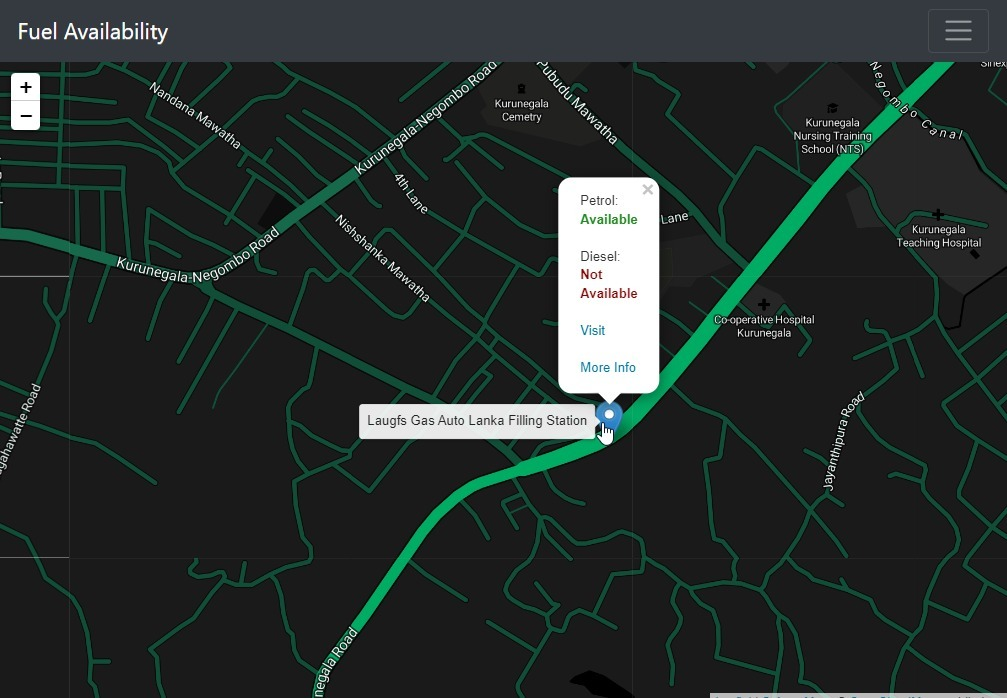 Fuel Availability
+
−
Nandana Mawatha
Kurunegala-Negombo Road
Kurunegala
Cemetry
Pubudu Mawatha
Negombo Canal
Kurunegala
Nursing Training
School (NTS)
4th Lane
Lane
Petrol:
Available
Diesel:
Not
Available
Visit
More Info
×
Kurunegala
Teaching Hospital
Nishshanka Mawatha
Kurunegala-Negombo Road
Co-operative Hospital
Kurunegala
Laugfs Gas Auto Lanka Filling Station
Jayanthipura Road
gahawatte Road
negala Road